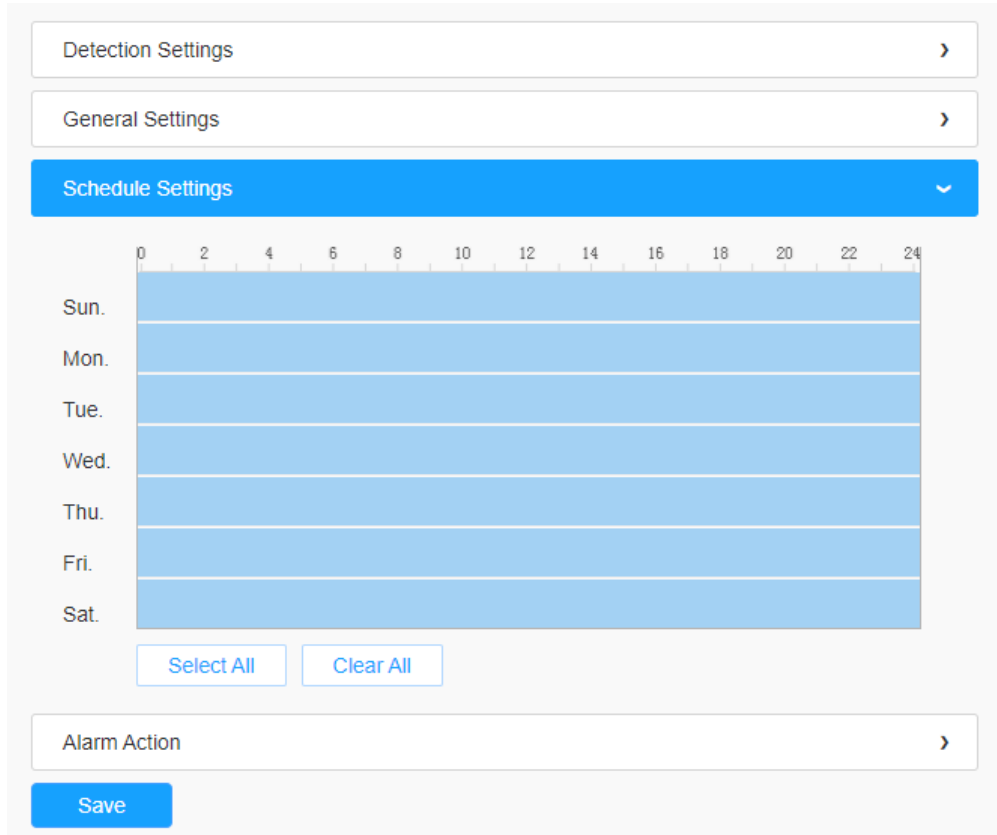 Detection Settings
General Settings
Schedule Settings
0 2 4 6 8 10 12 14 16 18 20 22 24
Sun.
Mon.
Tue.
Wed.
Thu.
Fri.
Sat.
Select All Clear All
Alarm Action
Save